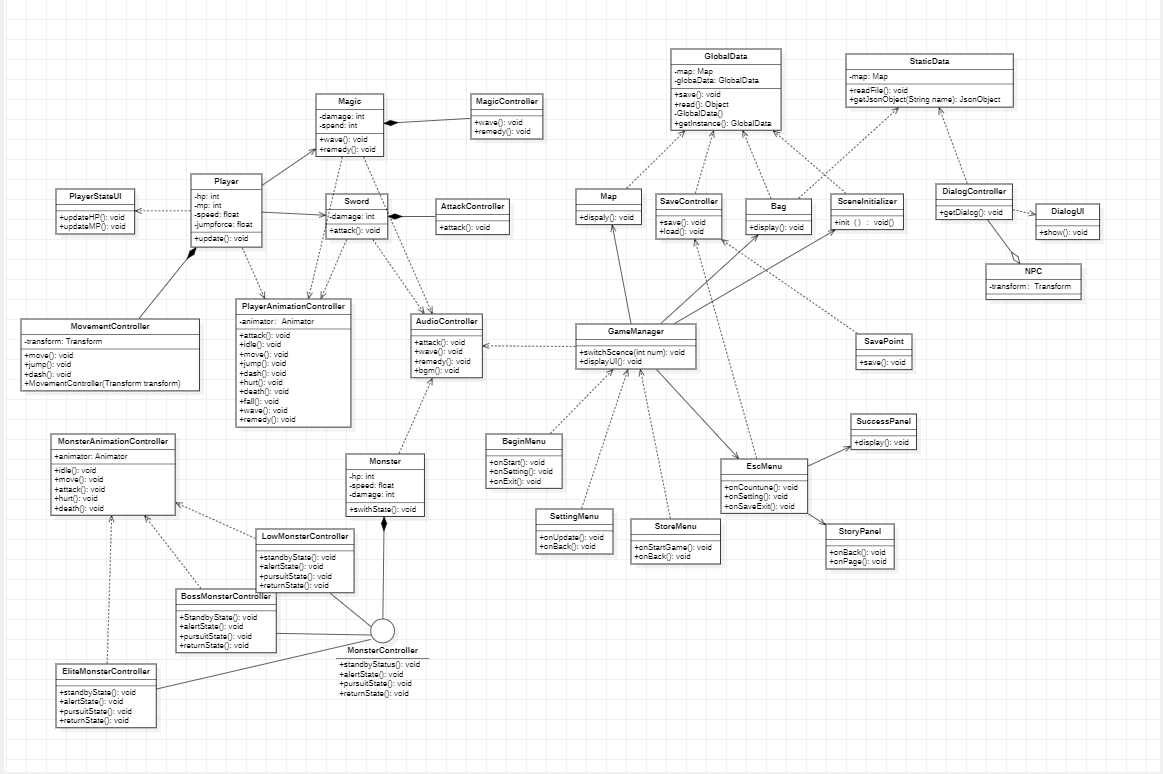 GlobalData
-map: Map
-globaData: GlobalData
+save(): void
+read(): Object
-GlobalData()
+getInstance(): GlobalData
StaticData
-map: Map
+readFile(): void
+getJsonObject(String name): JsonObject
Magic
-damage: int
-spend: int
+wave(): void
+remedy(): void
MagicController
+wave(): void
+remedy(): void
Player
-hp: int
-mp: int
-speed: float
-jumpforce: float
+update(): void
PlayerStateUI
+updateHP(): void
+updateMP(): void
Sword
-damage: int
+attack(): void
AttackController
+attack(): void
Map
+dispaly(): void
SaveController
+save(): void
+load(): void
Bag
+display(): void
SceneInitializer
+init（）：void()
DialogController
+getDialog(): void
DialogUI
+show(): void
NPC
-transform: Transform
MovementController
-transform: Transform
+move(): void
+jump(): void
+dash(): void
+MovementController(Transform transform)
PlayerAnimationController
-animator: Animator
+attack(): void
+idle(): void
+move(): void
+jump(): void
+dash(): void
+hurt(): void
+death(): void
+fall(): void
+wave(): void
+remedy(): void
AudioController
+attack(): void
+wave(): void
+remedy(): void
+bgm(): void
GameManager
+switchScence(int num): void
+displayUI(): void
SavePoint
+save(): void
MonsterAnimationController
+animator: Animator
+idle(): void
+move(): void
+attack(): void
+hurt(): void
+death(): void
Monster
-hp: int
-speed: float
-damage: int
+swithState(): void
BeginMenu
+onStart(): void
+onSetting(): void
+onExit(): void
SuccessPanel
+display(): void
EscMenu
+onCountune(): void
+onSetting(): void
+onSaveExit(): void
SettingMenu
+onUpdate(): void
+onBack(): void
StoreMenu
+onStartGame(): void
+onBack(): void
StoryPanel
+onBack(): void
+onPage(): void
LowMonsterController
+standbyState(): void
+alertState(): void
+pursuitState(): void
+returnState(): void
BossMonsterController
+StandbyState(): void
+alertState(): void
+pursuitState(): void
+returnState(): void
MonsterController
+standbyStatus(): void
+alertState(): void
+pursuitState(): void
+returnState(): void
EliteMonsterController
+standbyState(): void
+alertState(): void
+pursuitState(): void
+returnState(): void